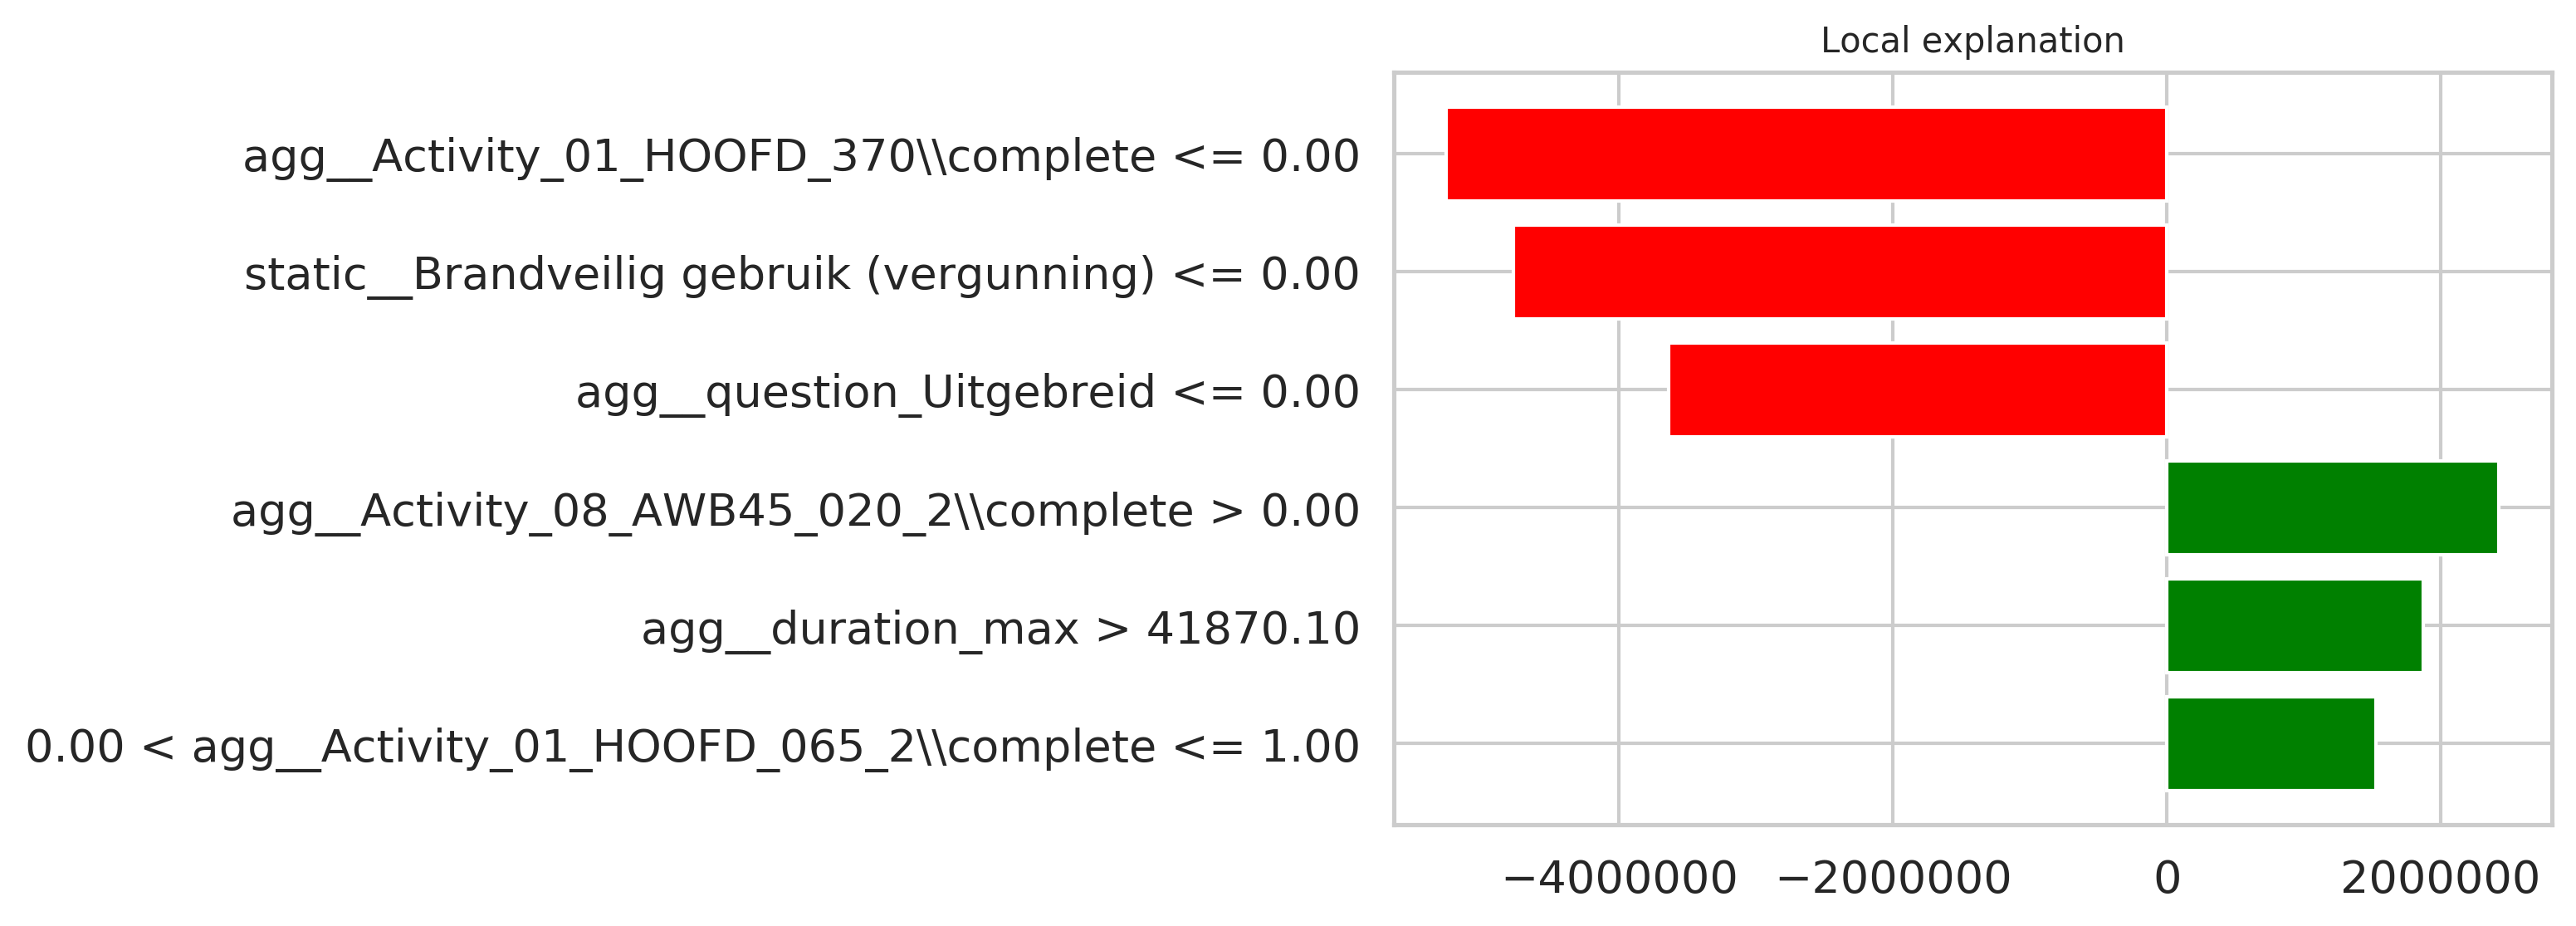 Local explanation
agg__Activity_01_HOOFD_370\\complete <= 0.00
static__Brandveilig gebruik (vergunning) <= 0.00
agg__question_Uitgebreid <= 0.00
agg__Activity_08_AWB45_020_2\\complete > 0.00
agg__duration_max > 41870.10
0.00 < agg__Activity_01_HOOFD_065_2\\complete <= 1.00
−4000000 −2000000 0 2000000